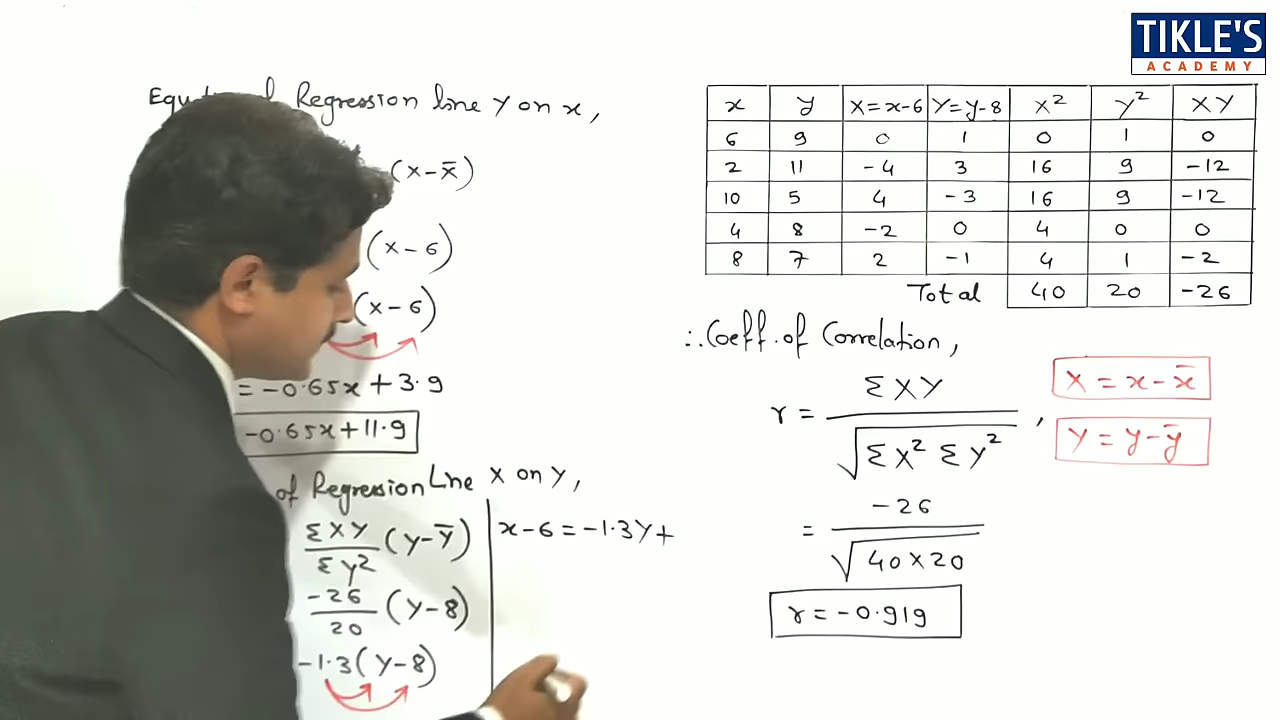 TIKLE'S
ACADEMY
Regression line Y on x,
(x-x̄)
(x-6)
(x-6)
= -0.65x + 3.9
-0.65x + 11.9
of Regression Line X on Y,
ΣXY / ΣY² (y-ȳ)
-26 / 20 (y-8)
-1.3(y-8)
x-6 = -1.3y +
x y X=x-6 Y=y-8 X² Y² XY
6 9 0 1 0 1 0
2 11 -4 3 16 9 -12
10 5 4 -3 16 9 -12
4 8 -2 0 4 0 0
8 7 2 -1 4 1 -2
Total 40 20 -26
∴ Coeff. of Correlation,
r = ΣXY / √ΣX² ΣY² ,
X = x-x̄
Y = y-ȳ
= -26 / √40×20
r = -0.919